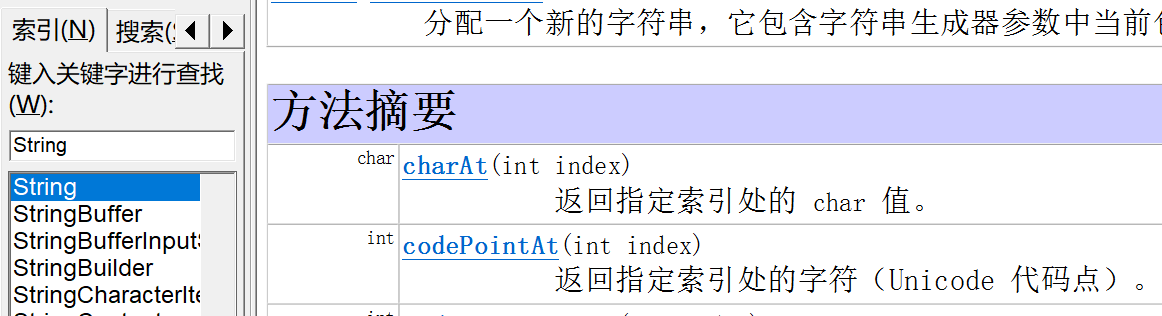 索引(N) 搜索(
键入关键字进行查找
(W):
String
String
StringBuffer
StringBufferInput
StringBuilder
StringCharacterIte
分配一个新的字符串，它包含字符串生成器参数中当前
方法摘要
char charAt(int index)
返回指定索引处的 char 值。
int codePointAt(int index)
返回指定索引处的字符（Unicode 代码点）。